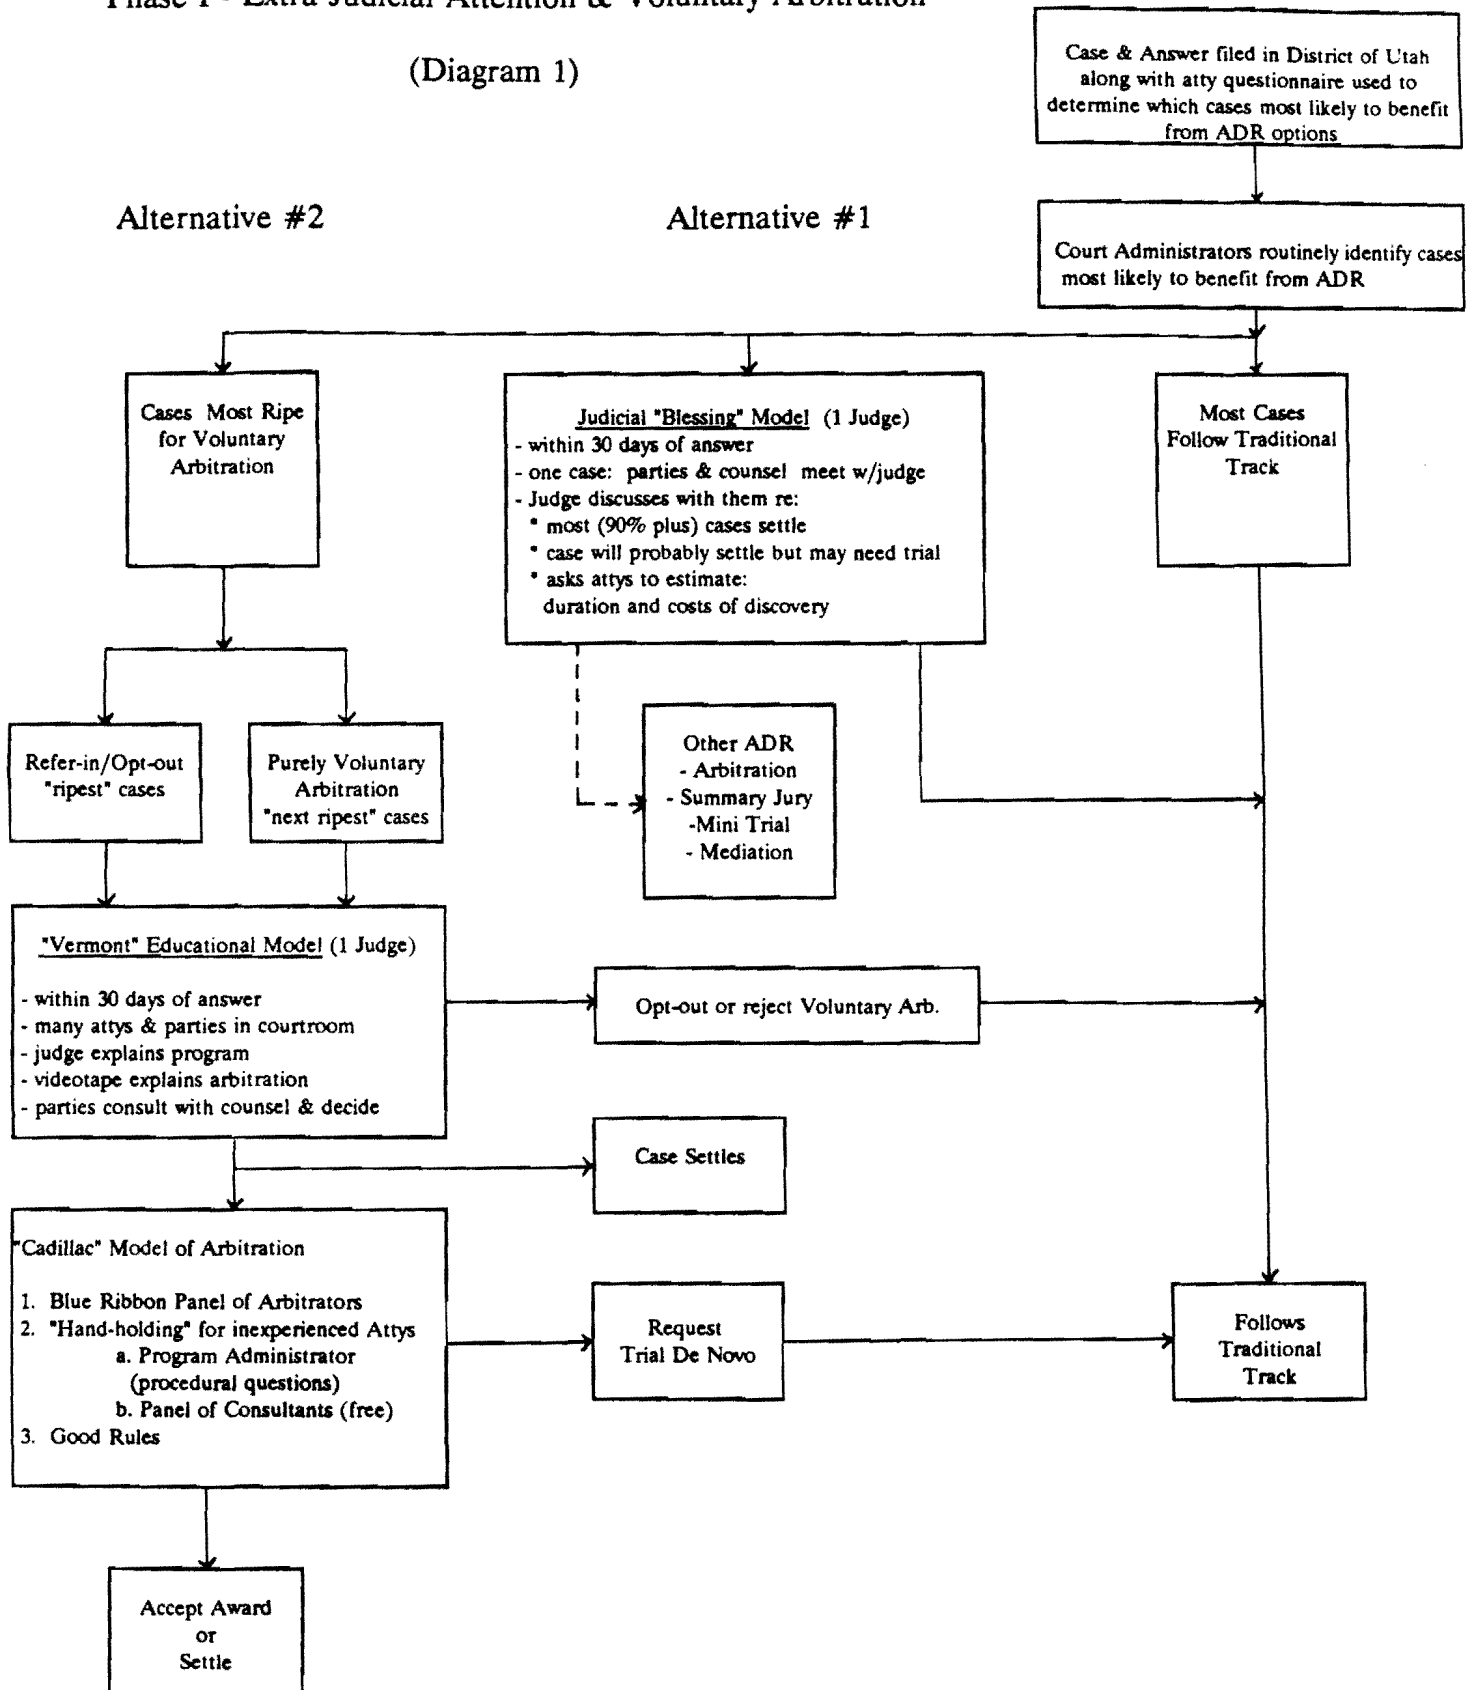 Phase 1 - Extra Judicial Attention & Voluntary Arbitration
(Diagram 1)
Case & Answer filed in District of Utah
along with atty questionnaire used to
determine which cases most likely to benefit
from ADR options
Alternative #2
Alternative #1
Court Administrators routinely identify cases
most likely to benefit from ADR
Cases Most Ripe
for Voluntary
Arbitration
Judicial "Blessing" Model (1 Judge)
- within 30 days of answer
- one case: parties & counsel meet w/judge
- Judge discusses with them re:
* most (90% plus) cases settle
* case will probably settle but may need trial
* asks attys to estimate:
duration and costs of discovery
Most Cases
Follow Traditional
Track
Refer-in/Opt-out
"ripest" cases
Purely Voluntary
Arbitration
"next ripest" cases
Other ADR
- Arbitration
- Summary Jury
-Mini Trial
- Mediation
"Vermont" Educational Model (1 Judge)
- within 30 days of answer
- many attys & parties in courtroom
- judge explains program
- videotape explains arbitration
- parties consult with counsel & decide
Opt-out or reject Voluntary Arb.
Case Settles
"Cadillac" Model of Arbitration
1. Blue Ribbon Panel of Arbitrators
2. "Hand-holding" for inexperienced Attys
a. Program Administrator
(procedural questions)
b. Panel of Consultants (free)
3. Good Rules
Request
Trial De Novo
Follows
Traditional
Track
Accept Award
or
Settle